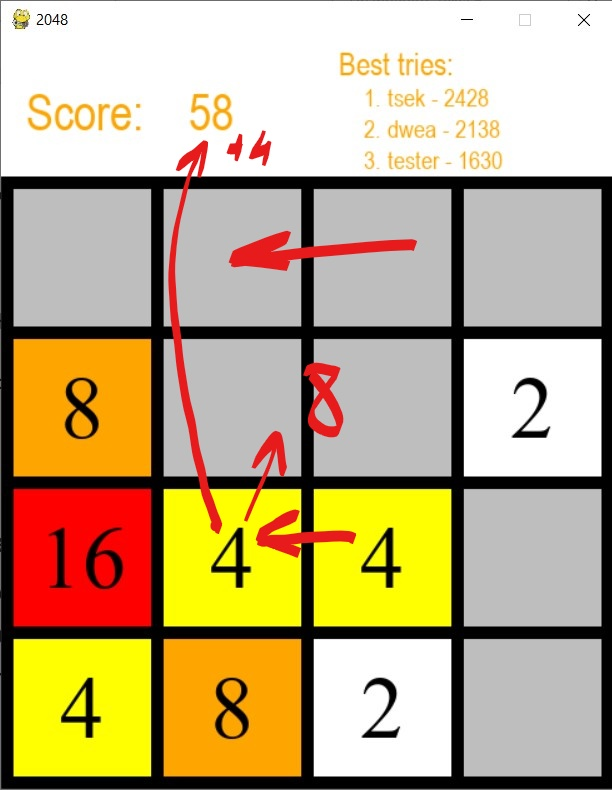 2048
Best tries:
1. tsek - 2428
Score: 58
2. dwea - 2138
+4
3. tester - 1630
8
8 2
16 4 4
4 8 2